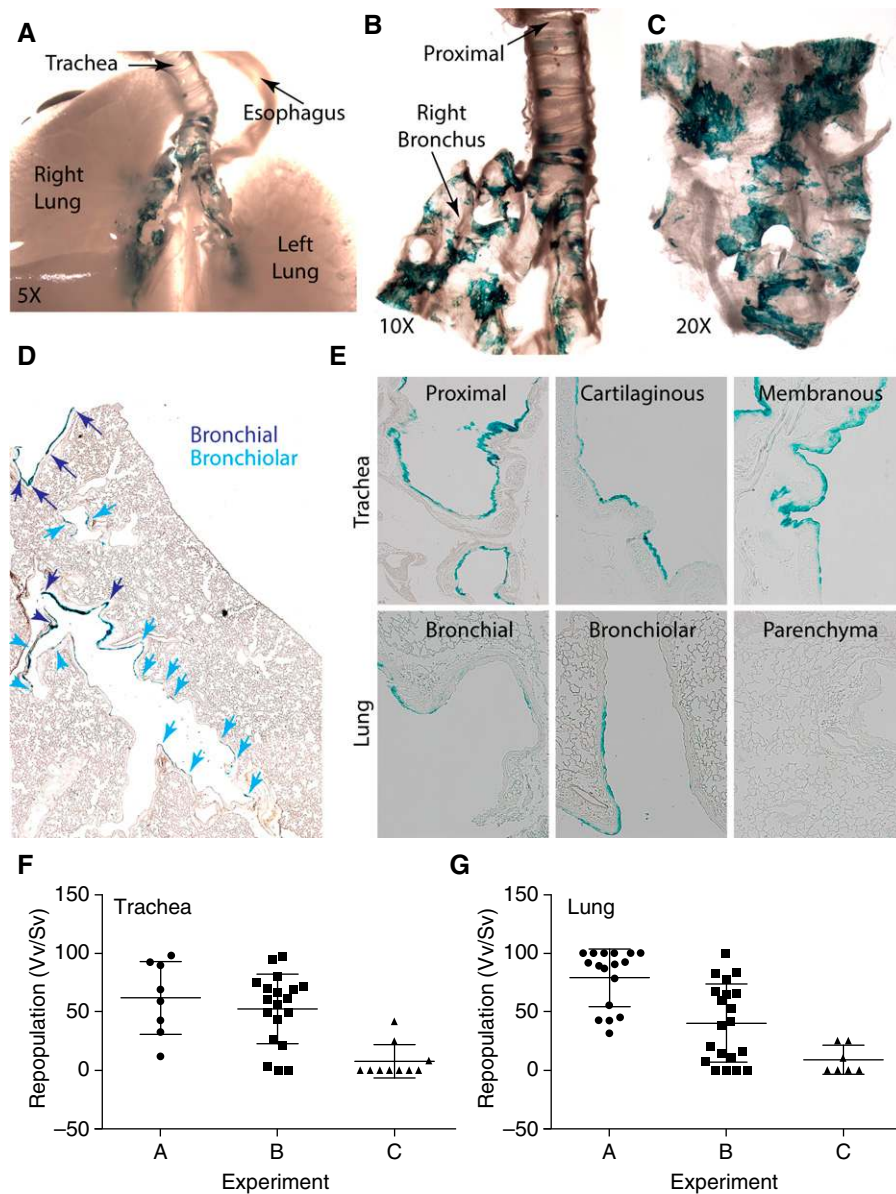 A
Trachea
Esophagus
Right
Lung
Left
Lung
5X
B
Proximal
Right
Bronchus
10X
C
20X
D
Bronchial
Bronchiolar
E
Proximal
Cartilaginous
Membranous
Trachea
Bronchial
Bronchiolar
Parenchyma
Lung
F
Trachea
Repopulation (Vv/Sv)
150
100
50
0
–50
A
B
C
Experiment
G
Lung
Repopulation (Vv/Sv)
150
100
50
0
–50
A
B
C
Experiment